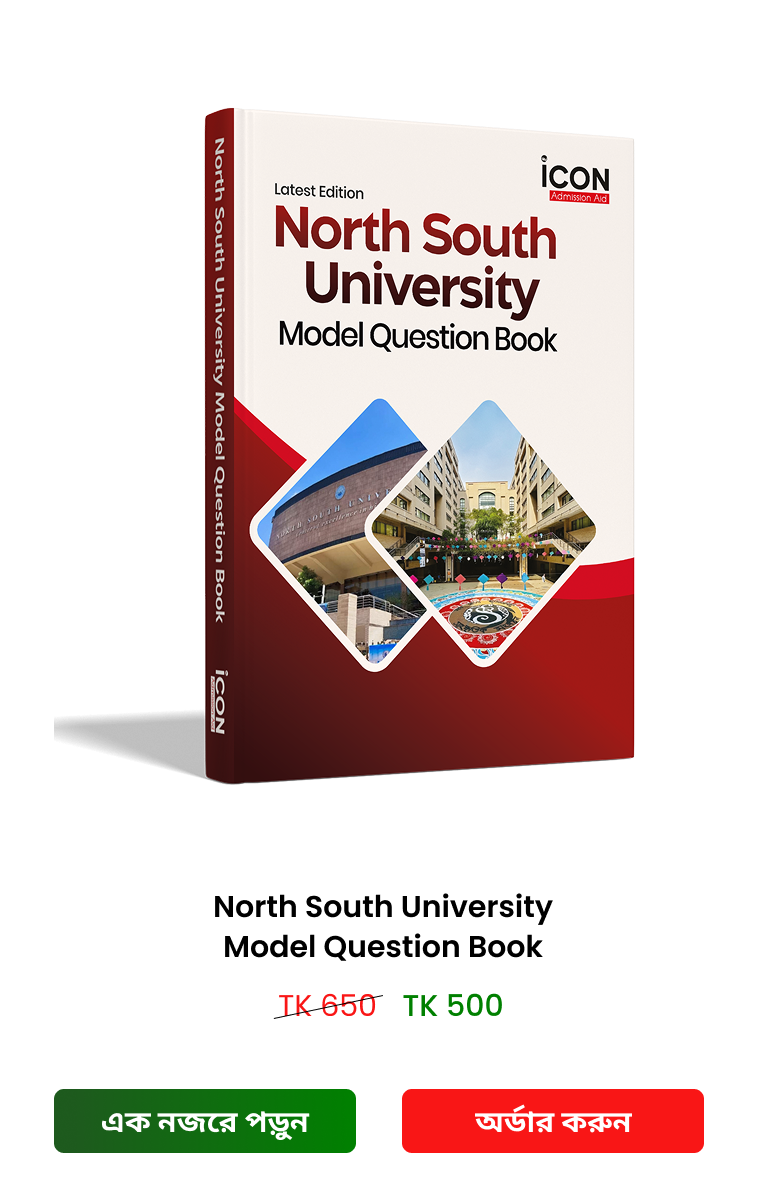 iCON
Admission Aid
Latest Edition
North South
University
Model Question Book
North South University Model Question Book
iCON
North South University
Model Question Book
TK 650 TK 500
এক নজরে পড়ুন
অর্ডার করুন